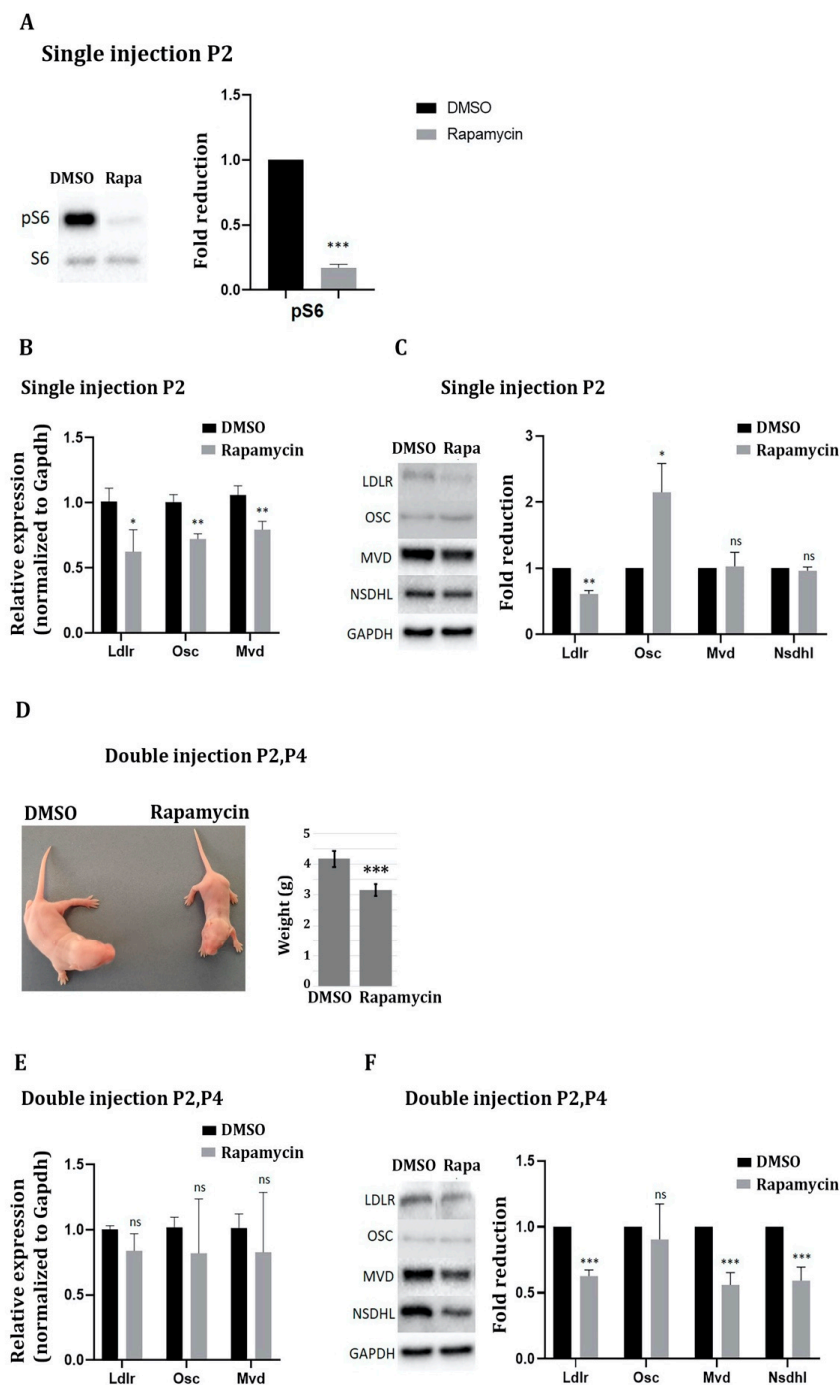 A
Single injection P2
DMSO Rapa
pS6
S6
Fold reduction
1.5
1.0
0.5
0.0
***
pS6
DMSO
Rapamycin
B
Single injection P2
DMSO
Rapamycin
Relative expression
(normalized to Gapdh)
1.5
1.0
0.5
0.0
* ** **
Ldlr Osc Mvd
C
Single injection P2
DMSO Rapa
LDLR
OSC
MVD
NSDHL
GAPDH
Fold reduction
3
2
1
0
DMSO
Rapamycin
** * ns ns
Ldlr Osc Mvd Nsdhl
D
Double injection P2,P4
DMSO Rapamycin
Weight (g)
5
4
3
2
1
0
***
DMSO Rapamycin
E
Double injection P2,P4
DMSO
Rapamycin
Relative expression
(normalized to Gapdh)
1.5
1.0
0.5
0.0
ns ns ns
Ldlr Osc Mvd
F
Double injection P2,P4
DMSO Rapa
LDLR
OSC
MVD
NSDHL
GAPDH
Fold reduction
1.5
1.0
0.5
0.0
DMSO
Rapamycin
*** ns *** ***
Ldlr Osc Mvd Nsdhl